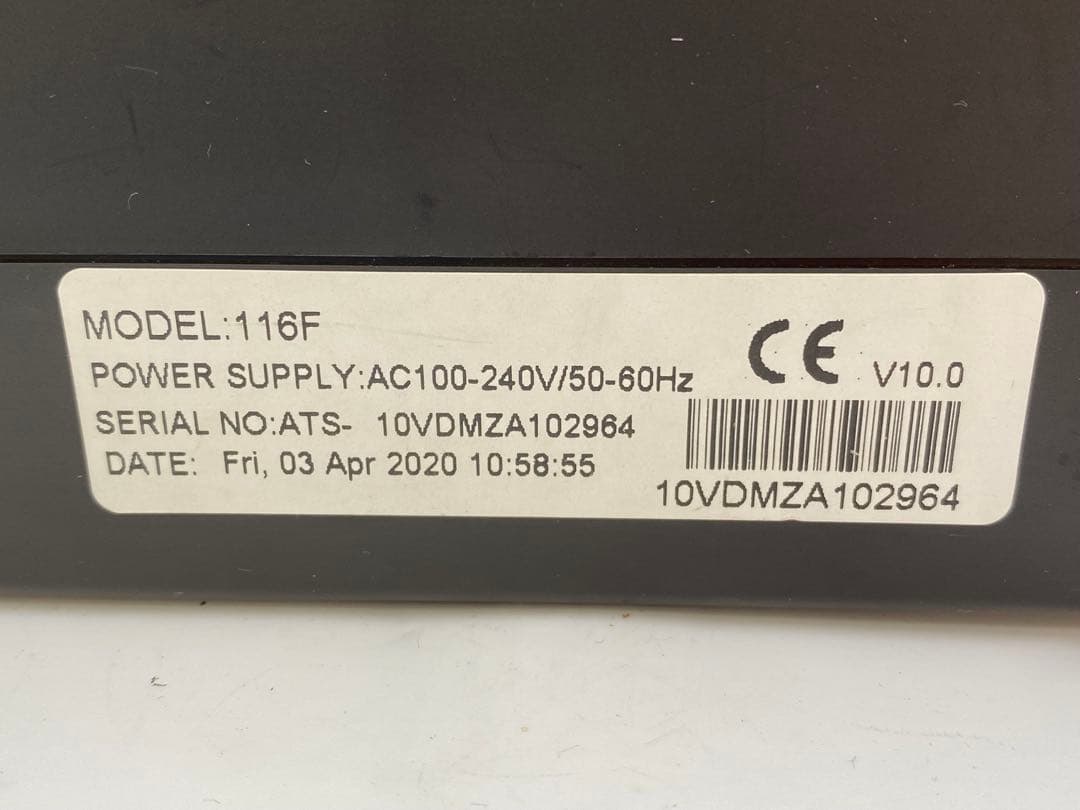 MODEL:116F
CE V10.0
POWER SUPPLY:AC100-240V/50-60Hz
SERIAL NO:ATS- 10VDMZA102964
DATE: Fri, 03 Apr 2020 10:58:55
10VDMZA102964